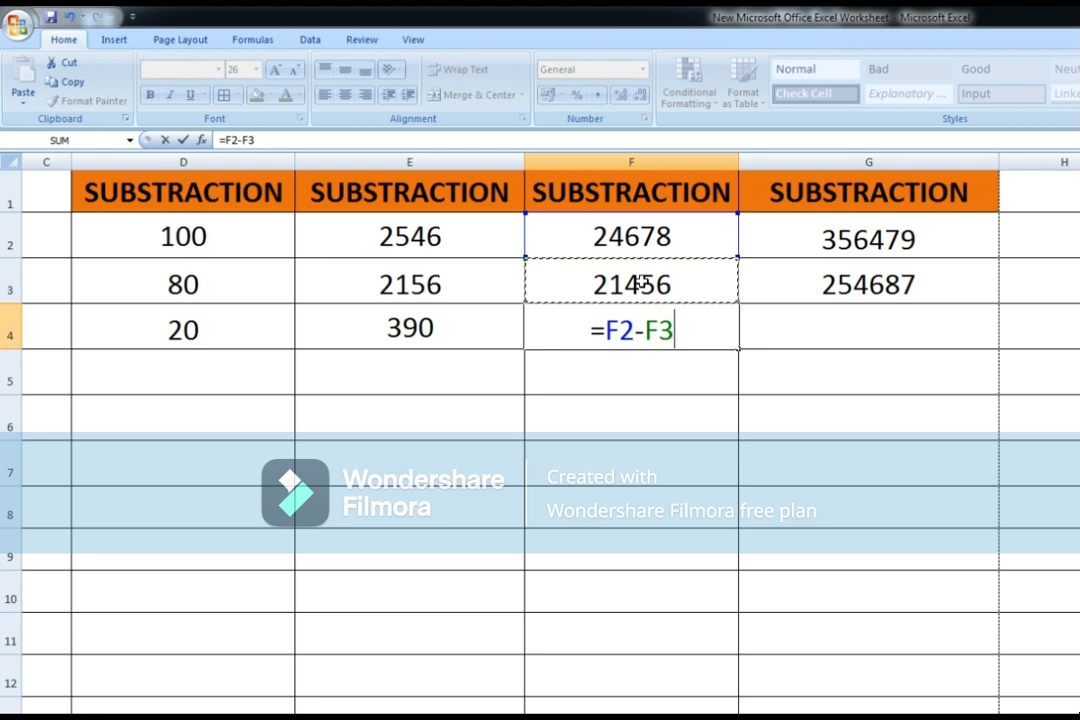 New Microsoft Office Excel Worksheet Microsoft Excel
Home Insert Page Layout Formulas Data Review View
Cut
Copy
Paste
Format Painter
Clipboard
26
Font
Wrap Text
Merge & Center
Alignment
General
Number
Conditional Formatting
Format as Table
Normal Bad Good
Check Cell Explanatory ... Input
Styles
SUM =F2-F3
C D E F G H
1 SUBSTRACTION SUBSTRACTION SUBSTRACTION SUBSTRACTION
2 100 2546 24678 356479
3 80 2156 21456 254687
4 20 390 =F2-F3
5
6
7
8
9
10
11
12
Wondershare
Filmora
Created with
Wondershare Filmora free plan